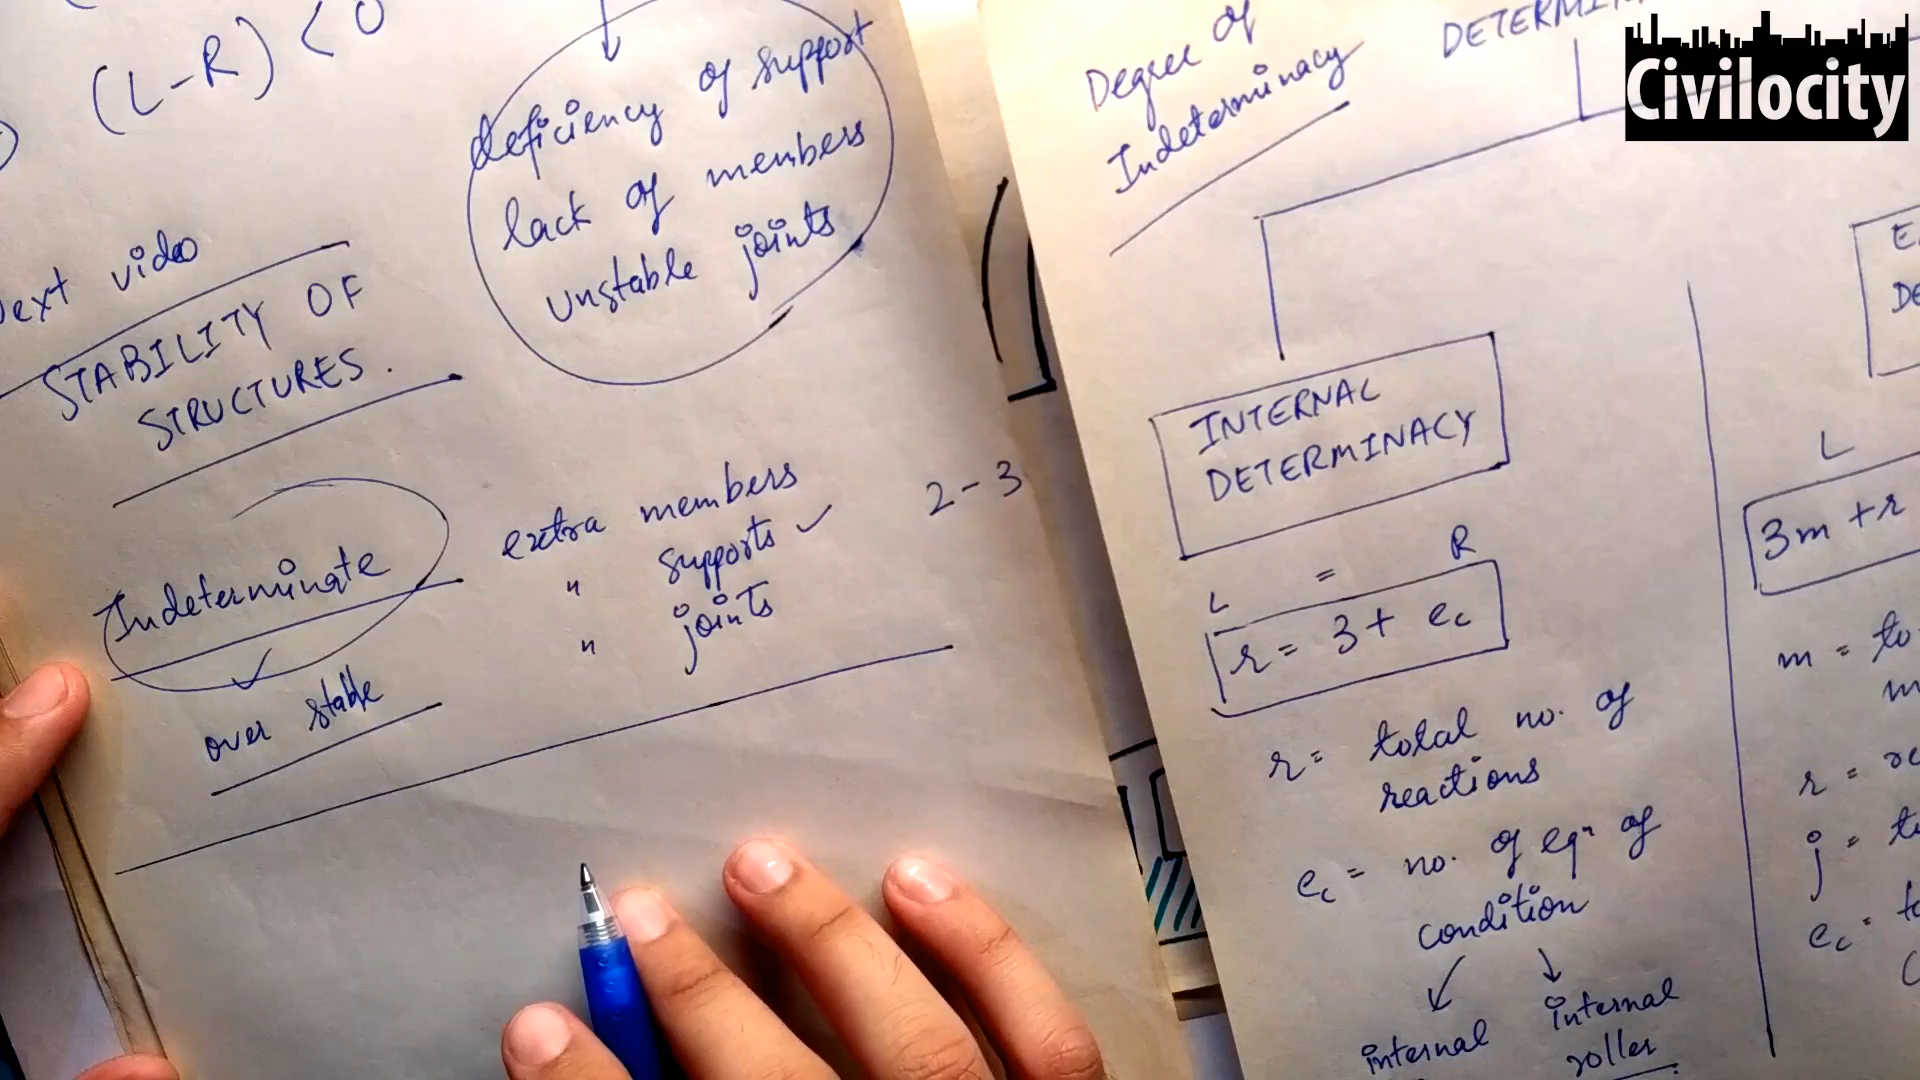 (L-R) < 0
deficiency of support
lack of members
unstable joints
Next video
STABILITY OF
STRUCTURES.
Indeterminate
over stable
extra members
" supports ✓
" joints
2-3
Degree of
Indeterminacy
INTERNAL
DETERMINACY
L = R
r = 3 + ec
r = total no. of
reactions
ec = no. of eqn of
condition
internal
internal
roller
L
3m + r
m =
r =
j =
ec =
Civilocity